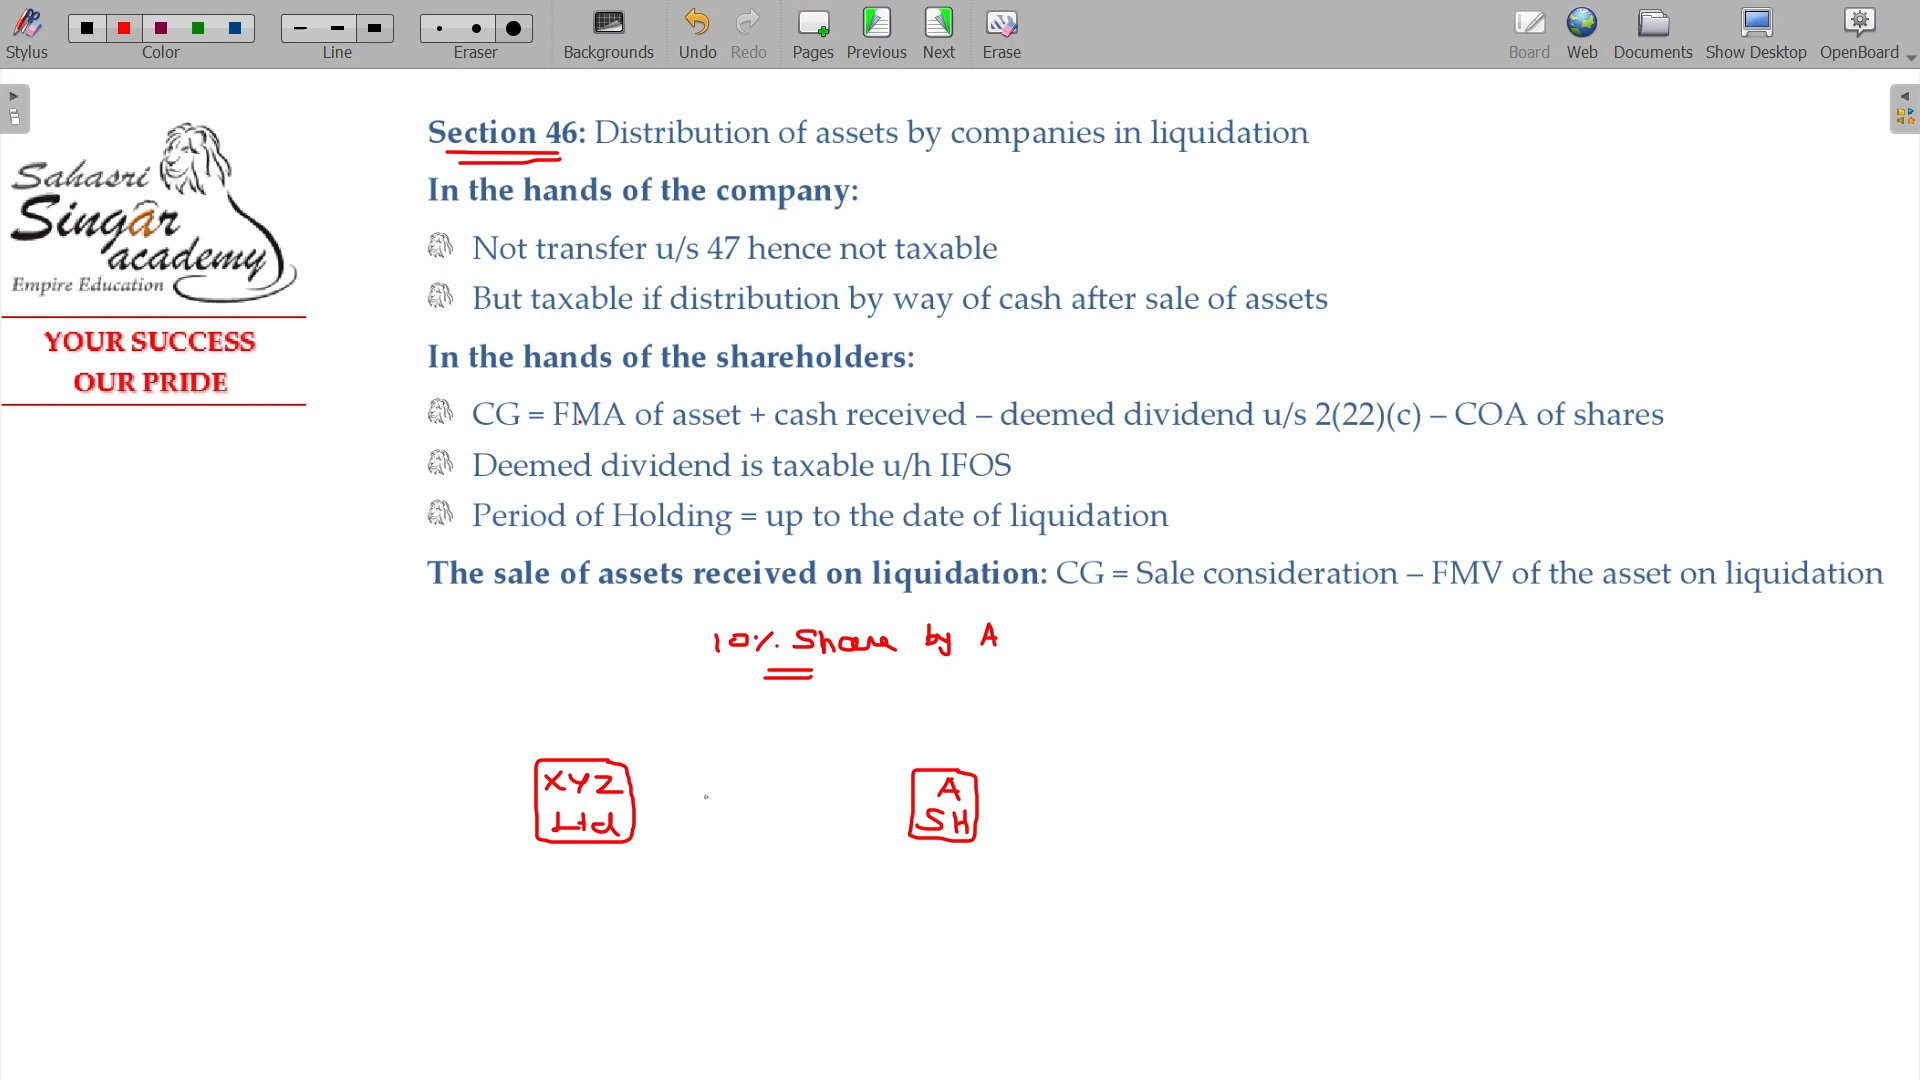 Stylus Color Line Eraser Backgrounds Undo Redo Pages Previous Next Erase Board Web Documents Show Desktop OpenBoard
Sahasri
Singar
academy
Empire Education
YOUR SUCCESS
OUR PRIDE
Section 46: Distribution of assets by companies in liquidation
In the hands of the company:
Not transfer u/s 47 hence not taxable
But taxable if distribution by way of cash after sale of assets
In the hands of the shareholders:
CG = FMA of asset + cash received – deemed dividend u/s 2(22)(c) – COA of shares
Deemed dividend is taxable u/h IFOS
Period of Holding = up to the date of liquidation
The sale of assets received on liquidation: CG = Sale consideration – FMV of the asset on liquidation
10% Share by A
XYZ
Ltd
A
SH